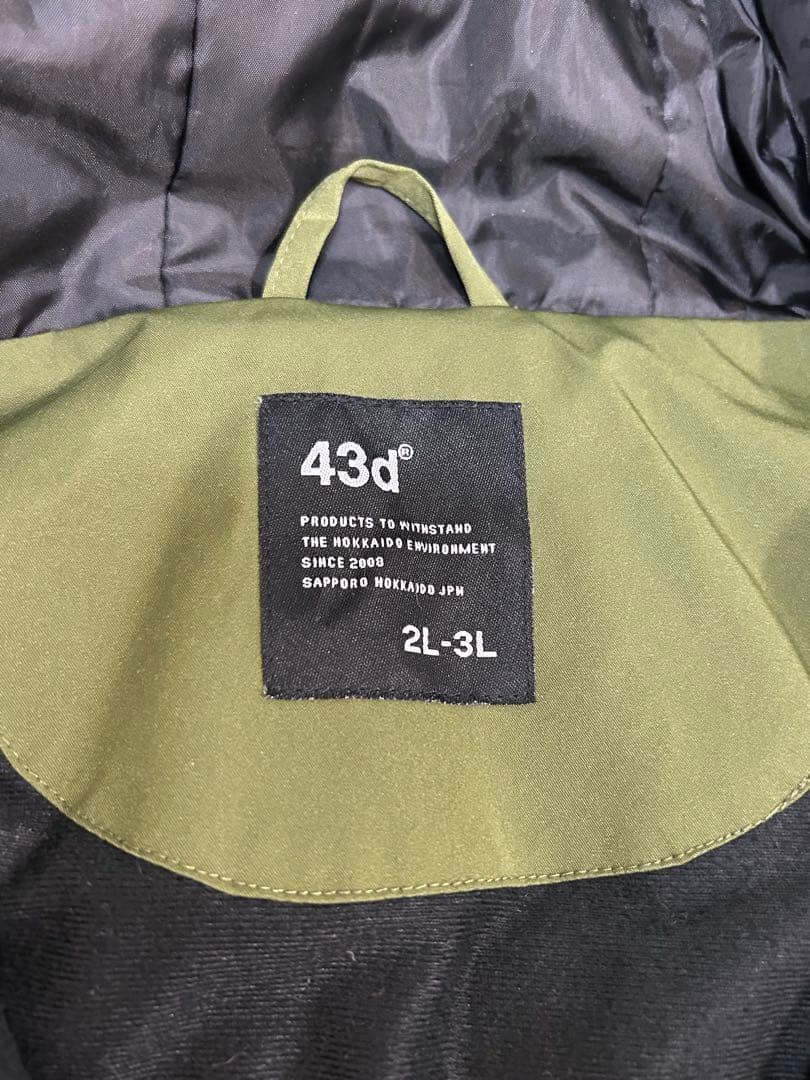 43d®
PRODUCTS TO WITHSTAND
THE HOKKAIDO ENVIRONMENT
SINCE 2008
SAPPORO HOKKAIDO JPN
2L-3L